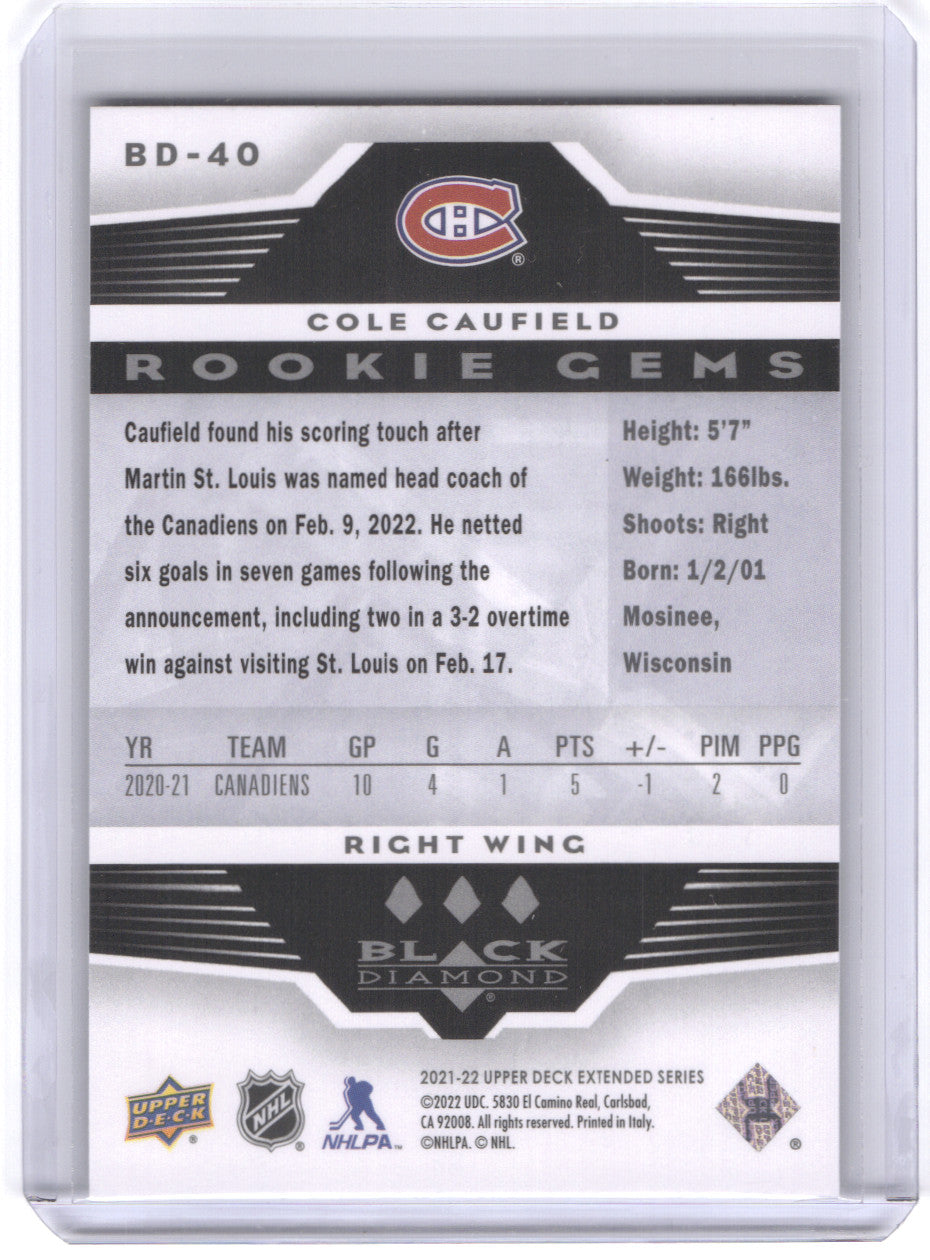 BD-40
®
COLE CAUFIELD
ROOKIE GEMS
Caufield found his scoring touch after
Martin St. Louis was named head coach of
the Canadiens on Feb. 9, 2022. He netted
six goals in seven games following the
announcement, including two in a 3-2 overtime
win against visiting St. Louis on Feb. 17.
Height: 5'7"
Weight: 166lbs.
Shoots: Right
Born: 1/2/01
Mosinee,
Wisconsin
YR TEAM GP G A PTS +/- PIM PPG
2020-21 CANADIENS 10 4 1 5 -1 2 0
RIGHT WING
BLACK
DIAMOND
®
UPPER
D·E·C·K
®
NHL
®
NHLPA™
2021-22 UPPER DECK EXTENDED SERIES
©2022 UDC. 5830 El Camino Real, Carlsbad,
CA 92008. All rights reserved. Printed in Italy.
©NHLPA. © NHL.
®